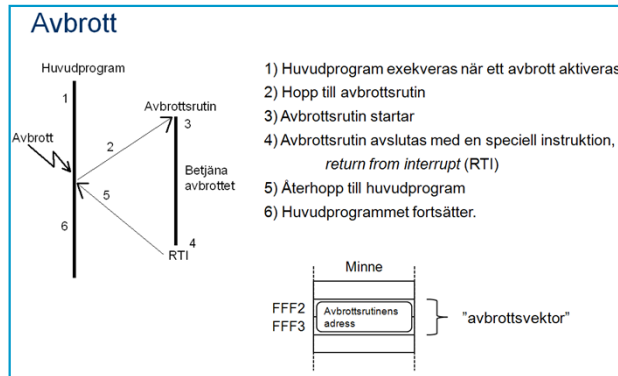 Avbrott
Huvudprogram
1
Avbrott
2
5
6
Avbrottsrutin
3
Betjäna
avbrottet
4
RTI
1) Huvudprogram exekveras när ett avbrott aktiveras
2) Hopp till avbrottsrutin
3) Avbrottsrutin startar
4) Avbrottsrutin avslutas med en speciell instruktion,
return from interrupt (RTI)
5) Återhopp till huvudprogram
6) Huvudprogrammet fortsätter.
Minne
FFF2
FFF3
Avbrottsrutinens
adress
"avbrottsvektor"